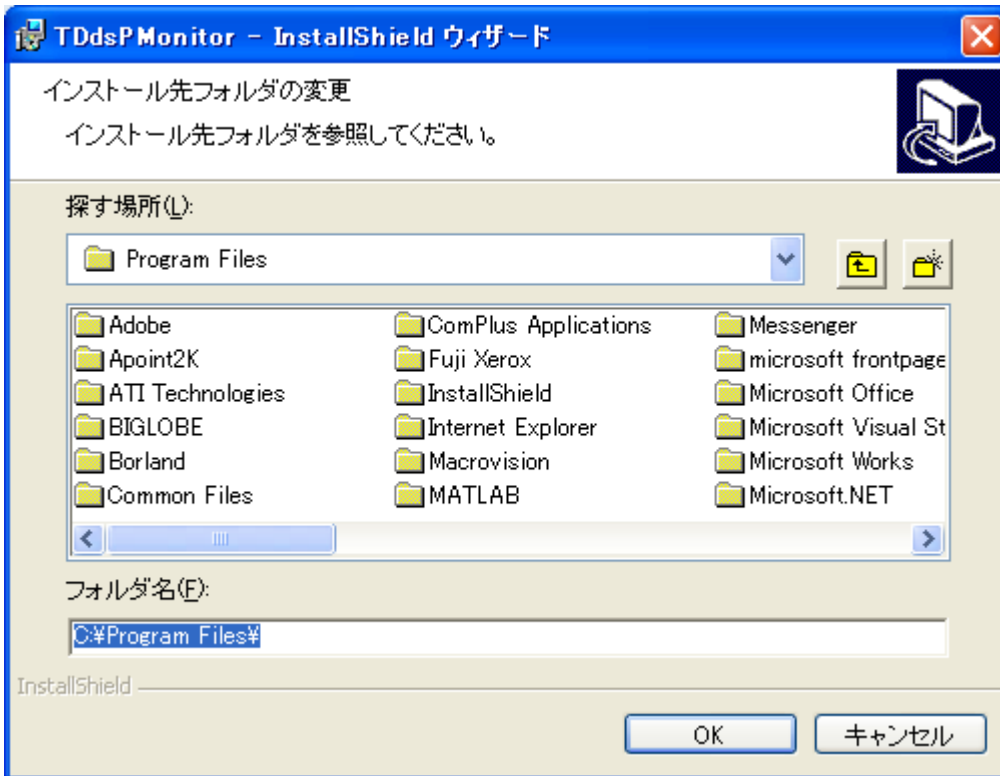 TDdsPMonitor - InstallShield ウィザード
インストール先フォルダの変更
インストール先フォルダを参照してください。
探す場所(L):
Program Files
Adobe
Apoint2K
ATI Technologies
BIGLOBE
Borland
Common Files
ComPlus Applications
Fuji Xerox
InstallShield
Internet Explorer
Macrovision
MATLAB
Messenger
microsoft frontpage
Microsoft Office
Microsoft Visual St
Microsoft Works
Microsoft.NET
フォルダ名(F):
C:¥Program Files¥
InstallShield
OK
キャンセル